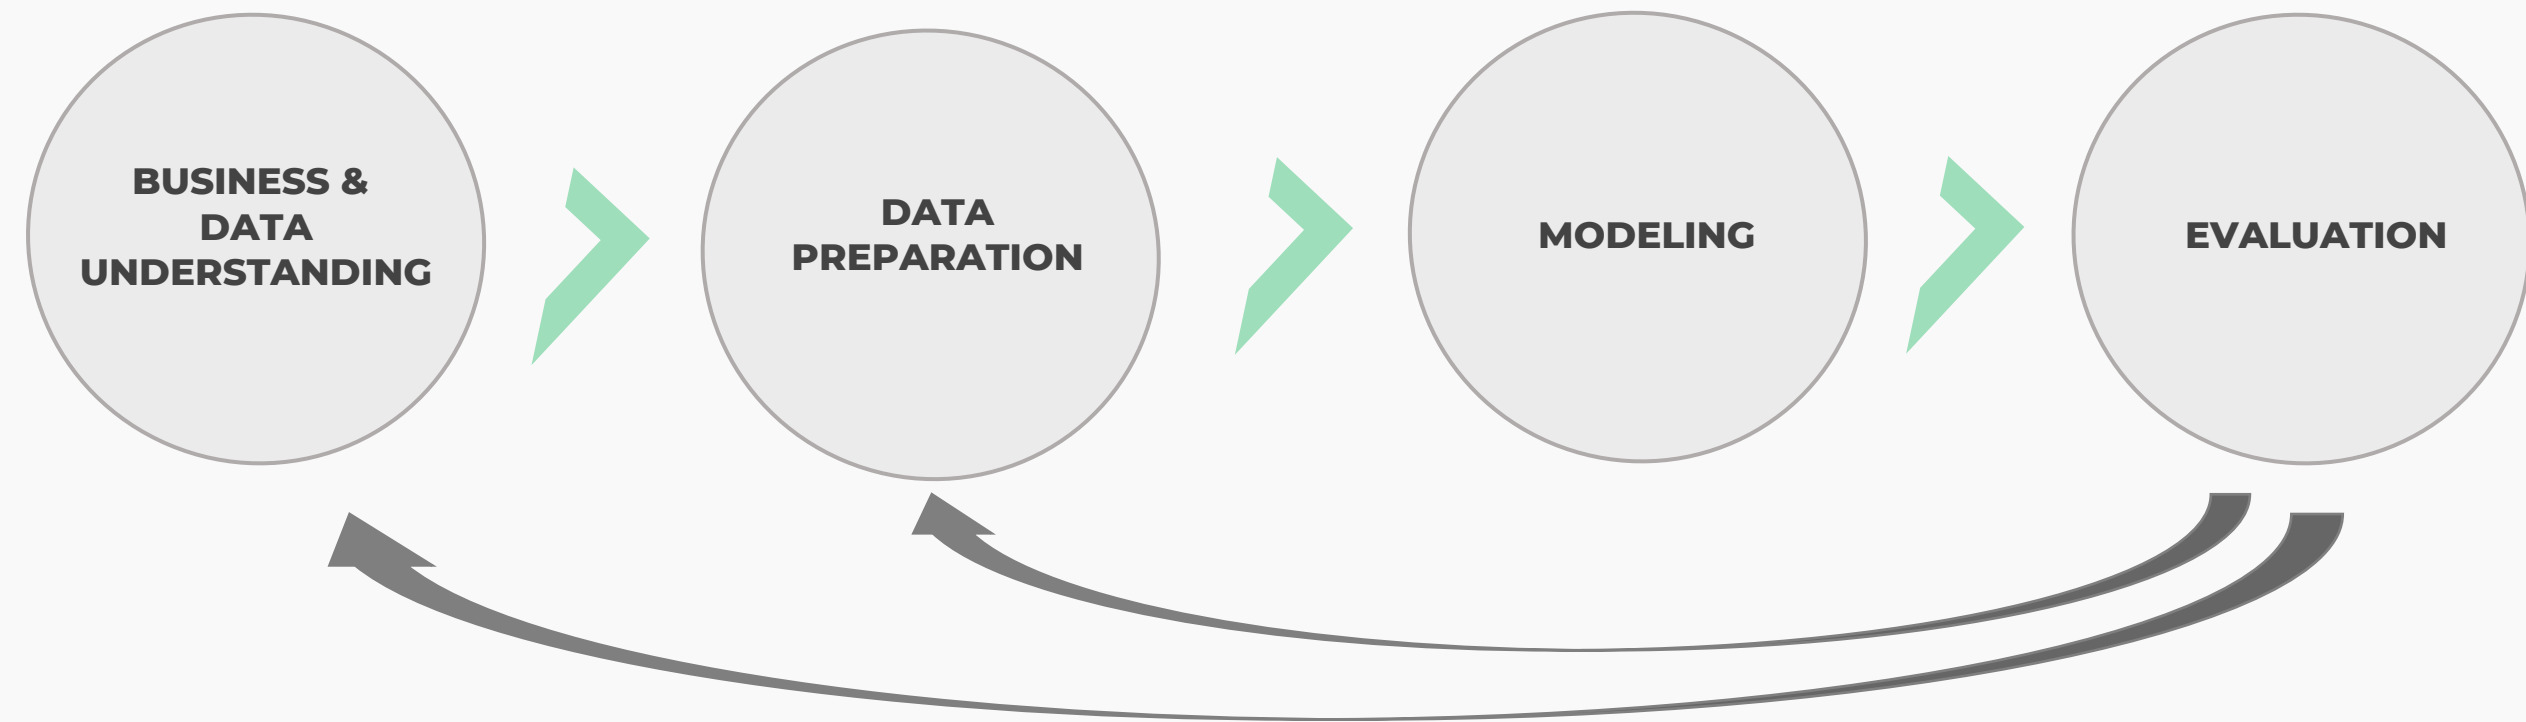 BUSINESS &
DATA
UNDERSTANDING
DATA
PREPARATION
MODELING
EVALUATION